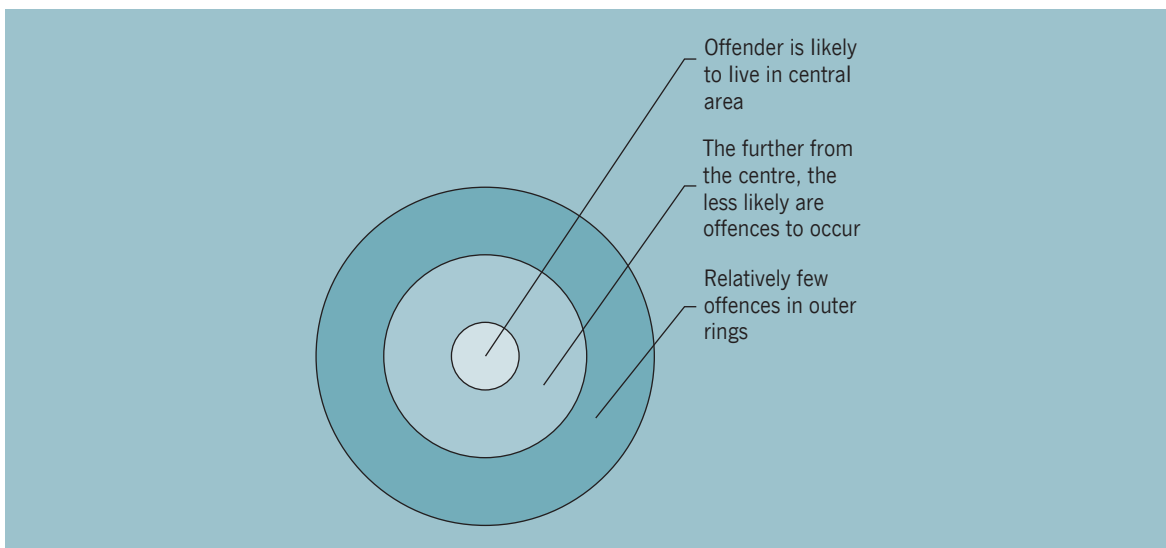 Offender is likely
to live in central
area
The further from
the centre, the
less likely are
offences to occur
Relatively few
offences in outer
rings